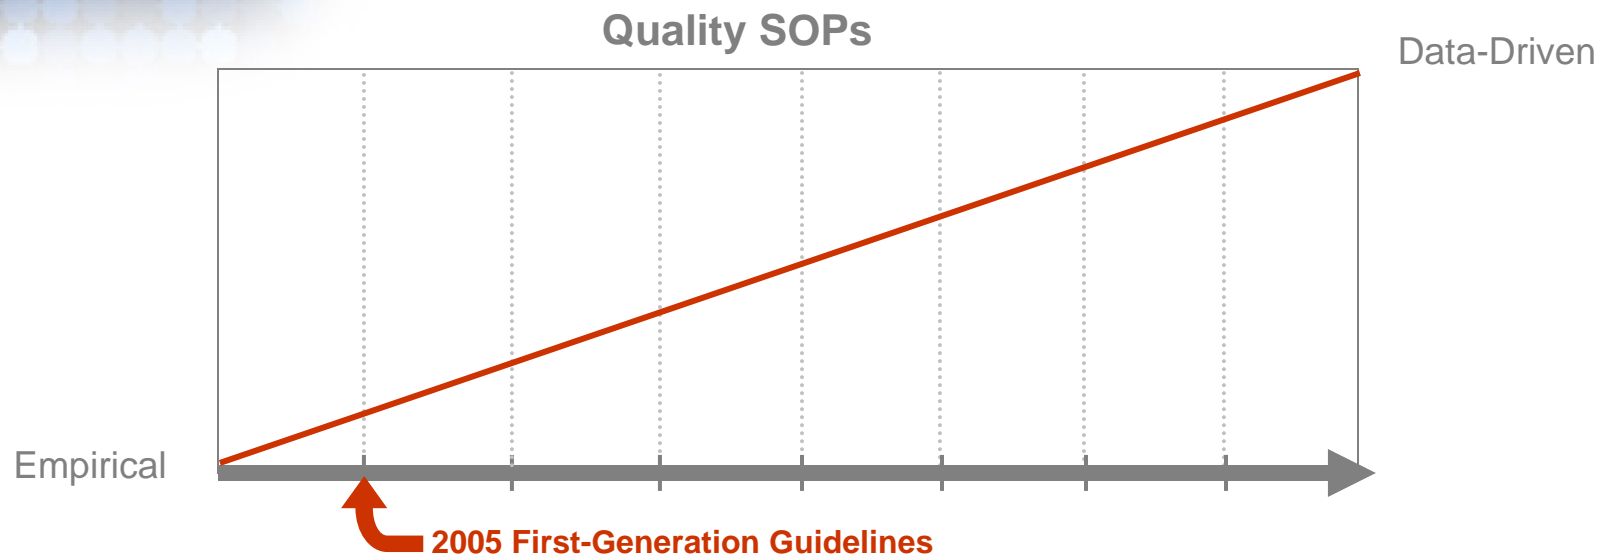 Quality SOPs
Data-Driven
Empirical
2005 First-Generation Guidelines